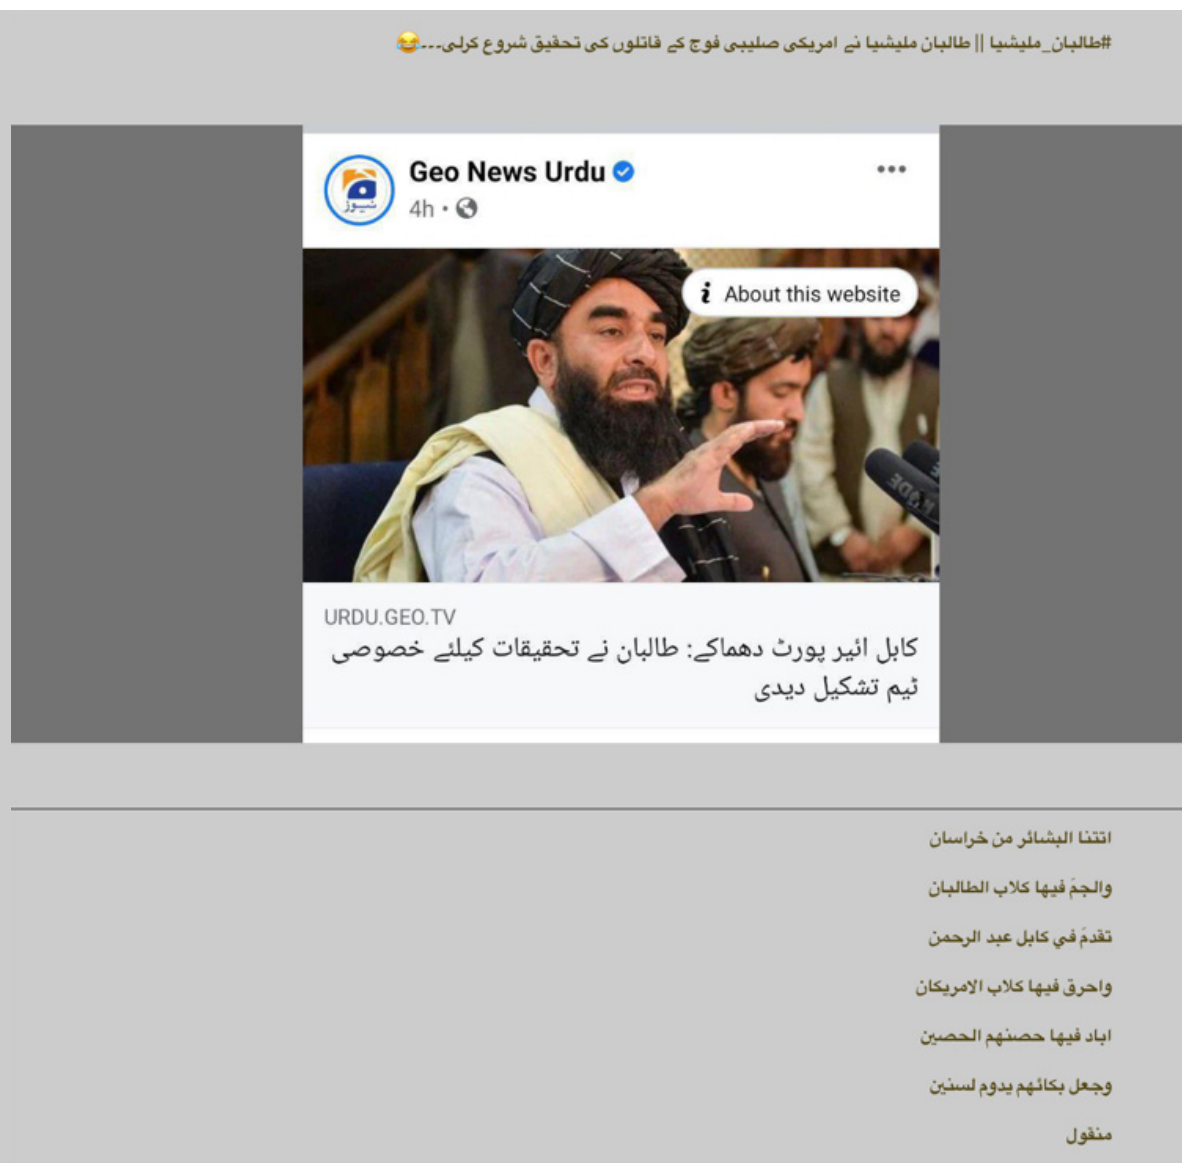 #طالبان_ملیشیا || طالبان ملیشیا نے امریکی صلیبی فوج کے قاتلوں کی تحقیق شروع کرلی---😂
Geo News Urdu
4h
نیوز
About this website
URDU.GEO.TV
کابل ائیر پورٹ دھماکے: طالبان نے تحقیقات کیلئے خصوصی
ٹیم تشکیل دیدی
اتتنا البشائر من خراسان
والجمَ فيها كلاب الطالبان
تقدمَ في كابل عبد الرحمن
واحرق فيها كلاب الامريكان
اباد فيها حصنهم الحصين
وجعل بكائهم يدوم لسنين
منقول